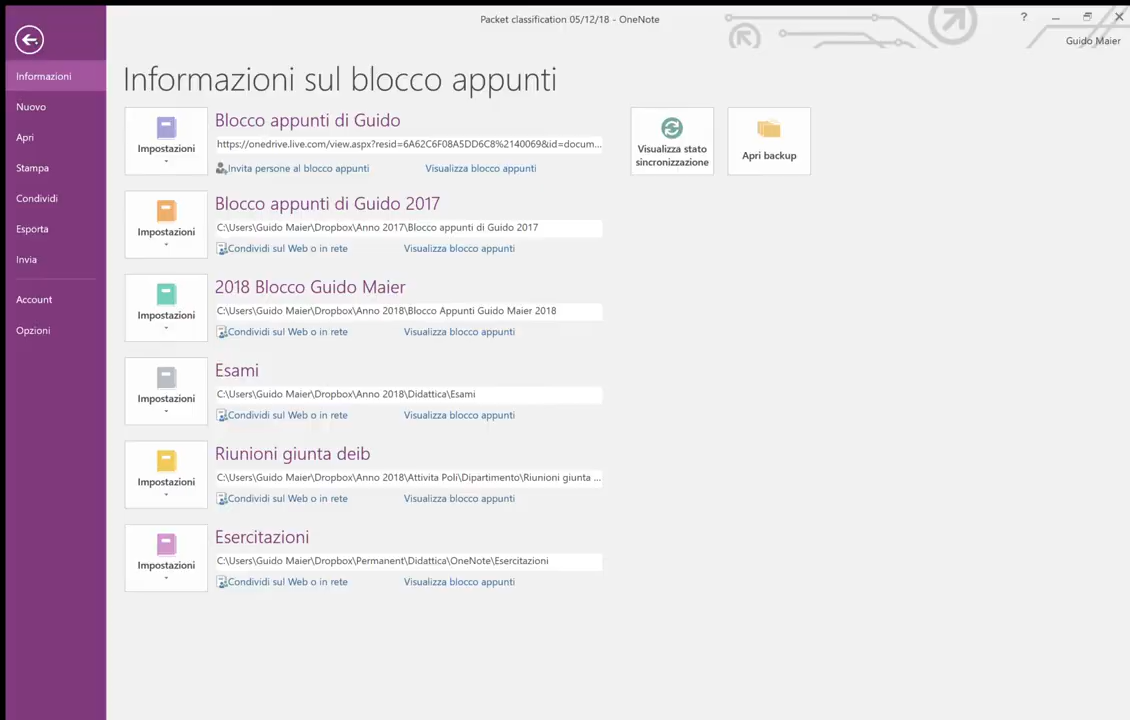 Packet classification 05/12/18 - OneNote
?
Guido Maier
Informazioni
Nuovo
Apri
Stampa
Condividi
Esporta
Invia
Account
Opzioni
Informazioni sul blocco appunti
Impostazioni
Blocco appunti di Guido
https://onedrive.live.com/view.aspx?resid=6A62C6F08A5DD6C8%2140069&id=docum...
Invita persone al blocco appunti
Visualizza blocco appunti
Impostazioni
Blocco appunti di Guido 2017
C:\Users\Guido Maier\Dropbox\Anno 2017\Blocco appunti di Guido 2017
Condividi sul Web o in rete
Visualizza blocco appunti
Impostazioni
2018 Blocco Guido Maier
C:\Users\Guido Maier\Dropbox\Anno 2018\Blocco Appunti Guido Maier 2018
Condividi sul Web o in rete
Visualizza blocco appunti
Impostazioni
Esami
C:\Users\Guido Maier\Dropbox\Anno 2018\Didattica\Esami
Condividi sul Web o in rete
Visualizza blocco appunti
Impostazioni
Riunioni giunta deib
C:\Users\Guido Maier\Dropbox\Anno 2018\Attivita Poli\Dipartimento\Riunioni giunta ...
Condividi sul Web o in rete
Visualizza blocco appunti
Impostazioni
Esercitazioni
C:\Users\Guido Maier\Dropbox\Permanent\Didattica\OneNote\Esercitazioni
Condividi sul Web o in rete
Visualizza blocco appunti
Visualizza stato
sincronizzazione
Apri backup